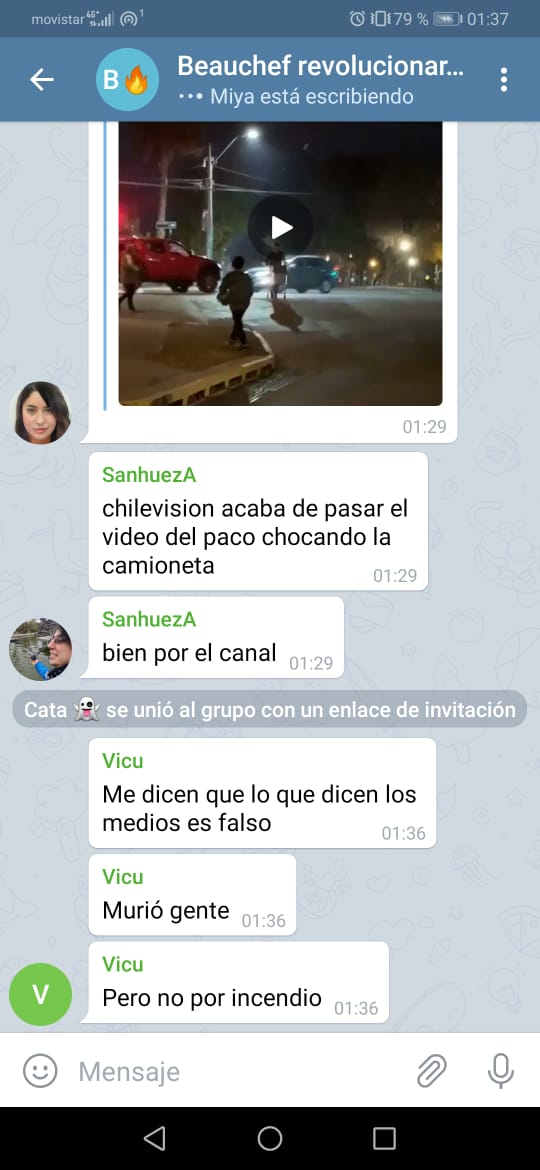 movistar 4G+ 1 79 % 01:37
B🔥 Beauchef revolucionar...
Miya está escribiendo
01:29
SanhuezA
chilevision acaba de pasar el
video del paco chocando la
camioneta
01:29
SanhuezA
bien por el canal 01:29
Cata 👻 se unió al grupo con un enlace de invitación
Vicu
Me dicen que lo que dicen los
medios es falso
01:36
Vicu
Murió gente 01:36
Vicu
V
Pero no por incendio 01:36
Mensaje